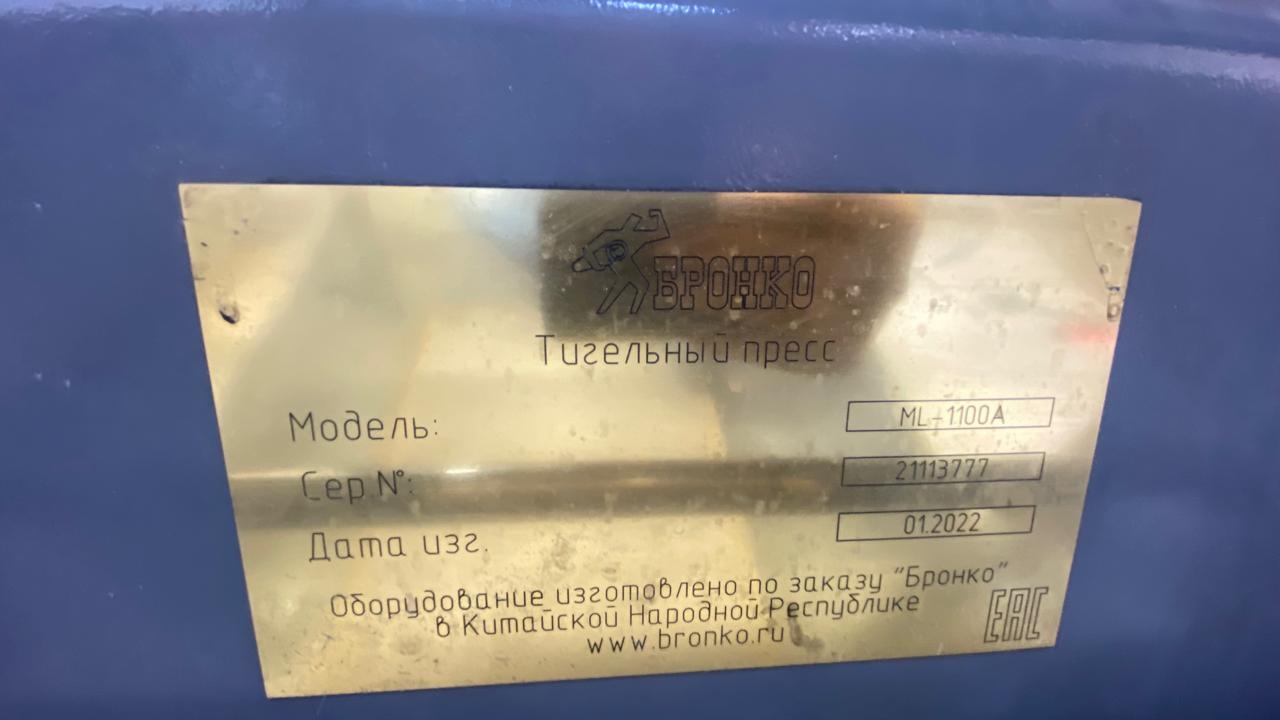 БРОНКО
Тигельный пресс
Модель: ML-1100A
Сер.№: 21113777
Дата изг. 01.2022
Оборудование изготовлено по заказу "Бронко"
в Китайской Народной Республике
www.bronko.ru
ЕАС